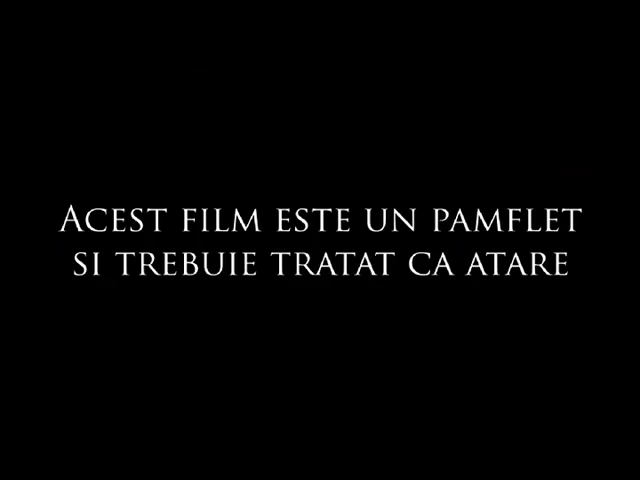 ACEST FILM ESTE UN PAMFLET
SI TREBUIE TRATAT CA ATARE